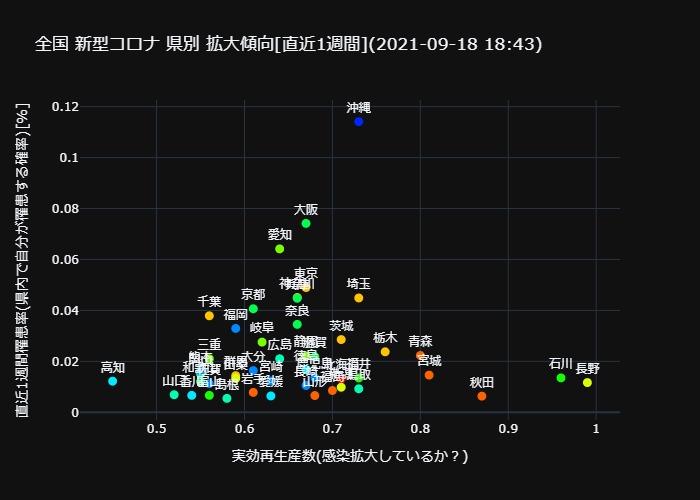 全国 新型コロナ 県別 拡大傾向[直近1週間](2021-09-18 18:43)
直近1週間罹患率(県内で自分が罹患する確率)[%]
0.12
0.1
0.08
0.06
0.04
0.02
0
沖縄
大阪
愛知
東京
埼玉
京都
千葉
奈良
福岡
岐阜
茨城
栃木
青森
三重
広島
大分
宮崎
高知
宮城
石川
長野
秋田
山口
島根
岩手
愛媛
山形
0.5
0.6
0.7
0.8
0.9
1
実効再生産数(感染拡大しているか？)